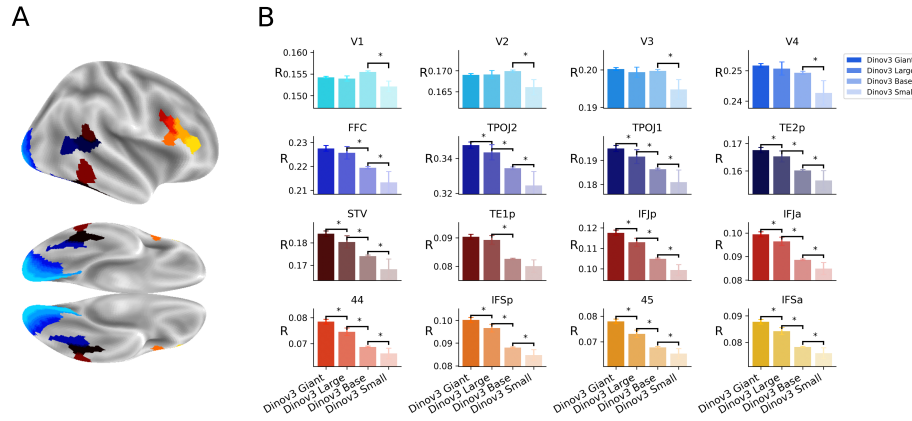 A
B
V1
0.160
0.155
0.150
R
*
V2
0.170
0.165
R
*
V3
0.20
0.19
R
*
V4
0.25
0.24
R
*
Dinov3 Giant
Dinov3 Large
Dinov3 Base
Dinov3 Small
FFC
0.23
0.22
0.21
R
*
*
TPOJ2
0.34
0.32
R
*
*
*
TPOJ1
0.19
0.18
R
*
*
*
TE2p
0.17
0.16
R
*
*
*
STV
0.18
0.17
R
*
*
*
TE1p
0.09
0.08
R
*
IFJp
0.12
0.11
0.10
R
*
*
*
IFJa
0.10
0.09
0.08
R
*
*
*
44
0.08
0.07
R
*
*
*
IFSp
0.10
0.09
0.08
R
*
*
*
45
0.08
0.07
R
*
*
*
IFSa
0.09
0.08
R
*
*
*
Dinov3 Giant
Dinov3 Large
Dinov3 Base
Dinov3 Small
Dinov3 Giant
Dinov3 Large
Dinov3 Base
Dinov3 Small
Dinov3 Giant
Dinov3 Large
Dinov3 Base
Dinov3 Small
Dinov3 Giant
Dinov3 Large
Dinov3 Base
Dinov3 Small